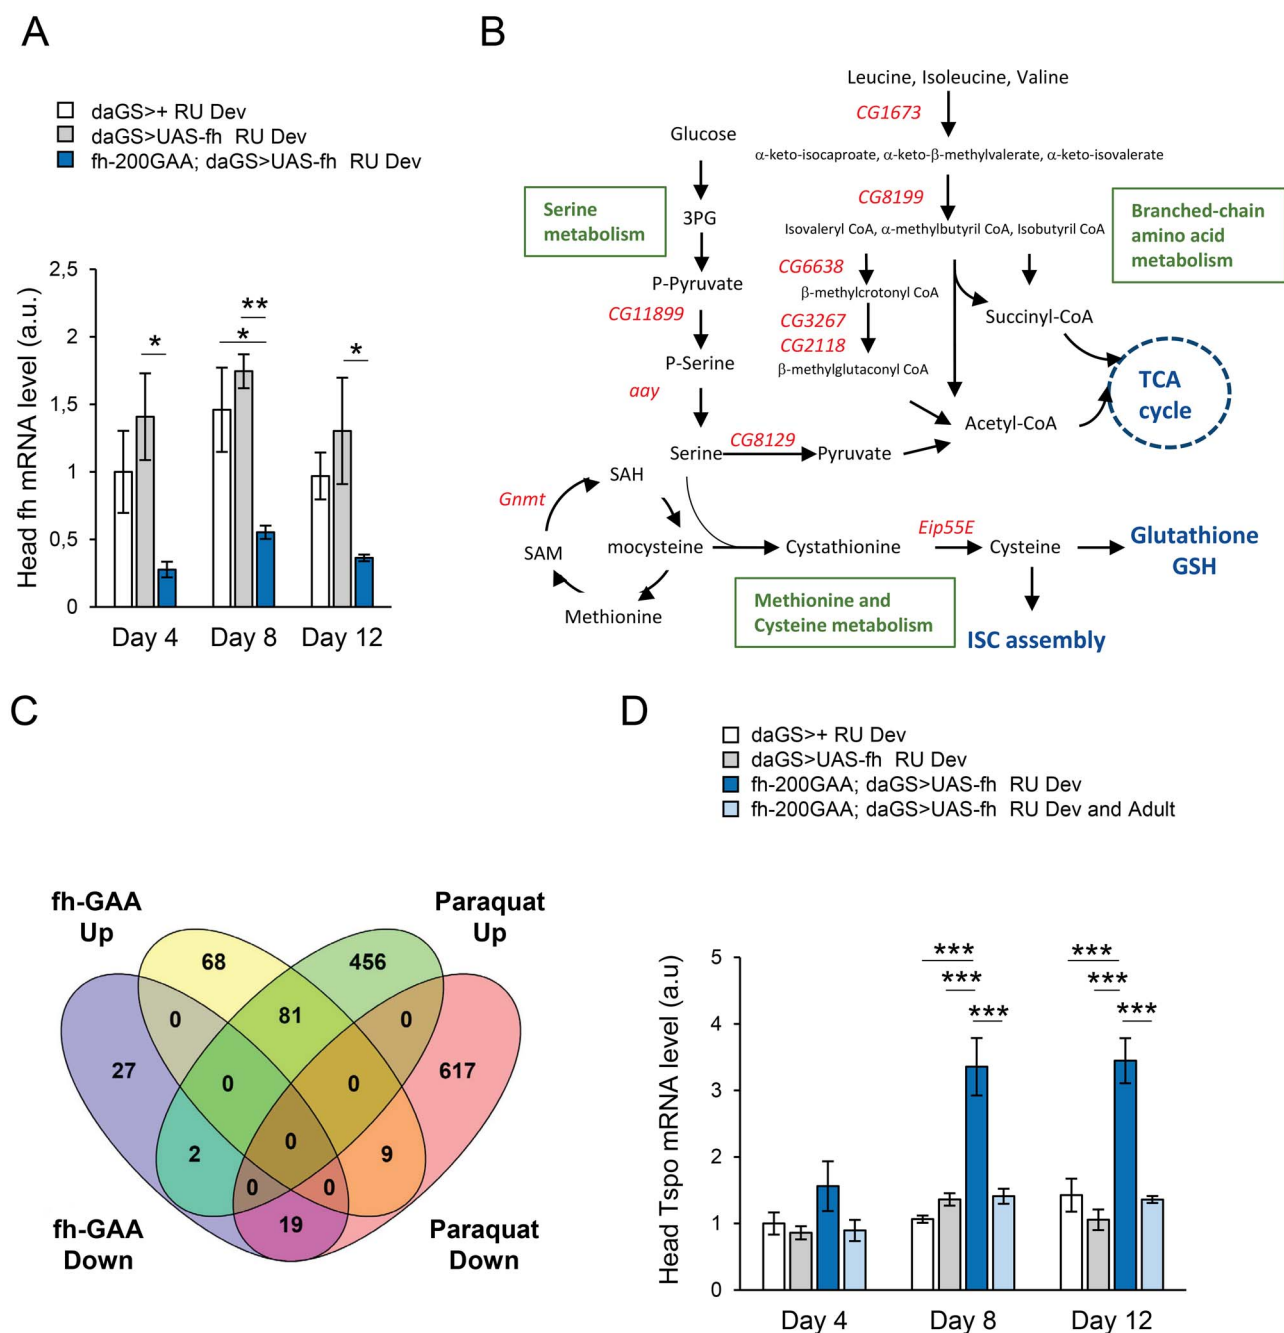 A
daGS>+ RU Dev
daGS>UAS-fh RU Dev
fh-200GAA; daGS>UAS-fh RU Dev
Head fh mRNA level (a.u.)
2,5
2
1,5
1
0,5
0
*
**
*
*
Day 4
Day 8
Day 12
B
Leucine, Isoleucine, Valine
CG1673
α-keto-isocaproate, α-keto-β-methylvalerate, α-keto-isovalerate
CG8199
Isovaleryl CoA, α-methylbutyril CoA, Isobutyril CoA
Branched-chain
amino acid
metabolism
CG6638
β-methylcrotonyl CoA
CG3267
CG2118
β-methylglutaconyl CoA
Succinyl-CoA
Acetyl-CoA
TCA
cycle
Glucose
Serine
metabolism
3PG
P-Pyruvate
CG11899
P-Serine
aay
Serine
CG8129
Pyruvate
SAH
Gnmt
SAM
mocysteine
Methionine
Cystathionine
Eip55E
Cysteine
Glutathione
GSH
Methionine and
Cysteine metabolism
ISC assembly
C
fh-GAA
Up
Paraquat
Up
68
456
0
81
0
27
0
0
617
2
0
9
0
0
19
fh-GAA
Down
Paraquat
Down
D
daGS>+ RU Dev
daGS>UAS-fh RU Dev
fh-200GAA; daGS>UAS-fh RU Dev
fh-200GAA; daGS>UAS-fh RU Dev and Adult
Head Tspo mRNA level (a.u)
5
4
3
2
1
0
***
***
***
***
***
***
Day 4
Day 8
Day 12